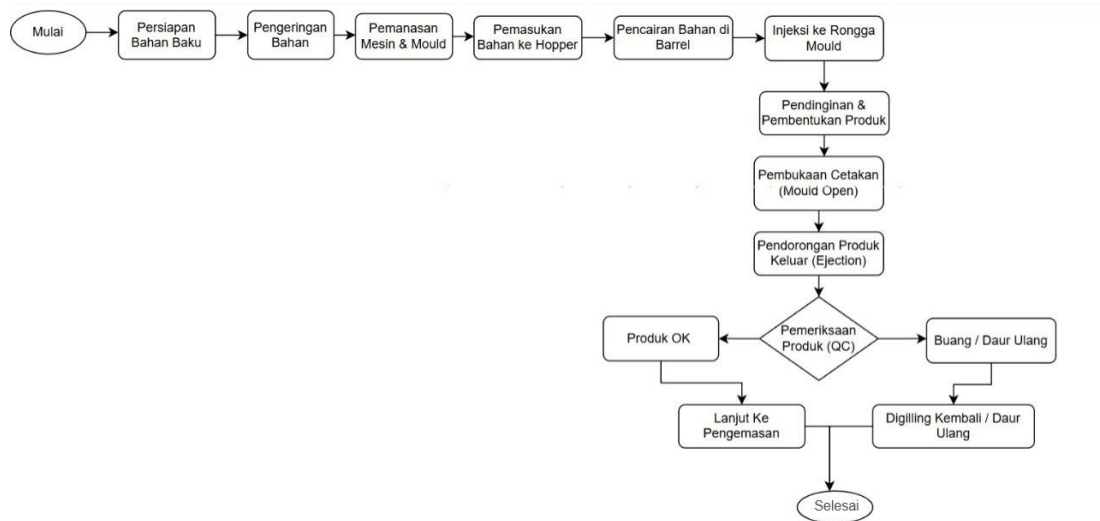 Mulai
Persiapan
Bahan Baku
Pengeringan
Bahan
Pemanasan
Mesin & Mould
Pemasukan
Bahan ke Hopper
Pencairan Bahan di
Barrel
Injeksi ke Rongga
Mould
Pendinginan &
Pembentukan Produk
Pembukaan Cetakan
(Mould Open)
Pendorongan Produk
Keluar (Ejection)
Pemeriksaan
Produk (QC)
Produk OK
Buang / Daur Ulang
Lanjut Ke
Pengemasan
Digilling Kembali / Daur
Ulang
Selesai